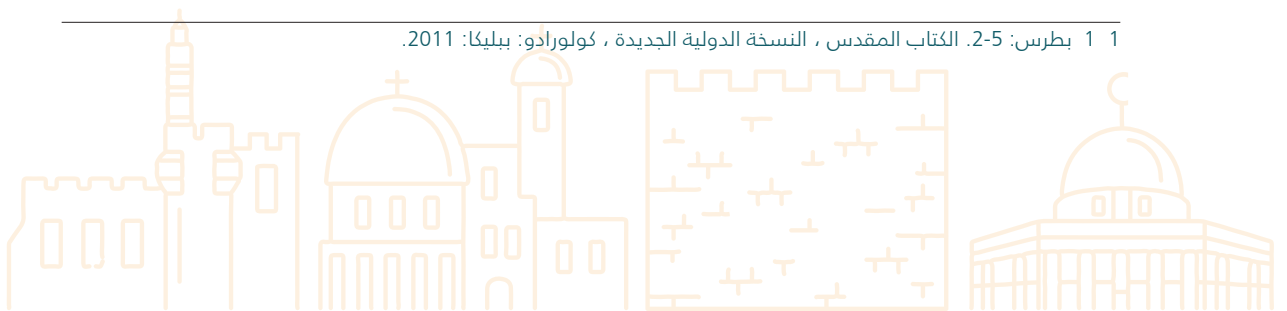 1 1 بطرس: 5-2. الكتاب المقدس ، النسخة الدولية الجديدة ، كولورادو: ببليكا: 2011.